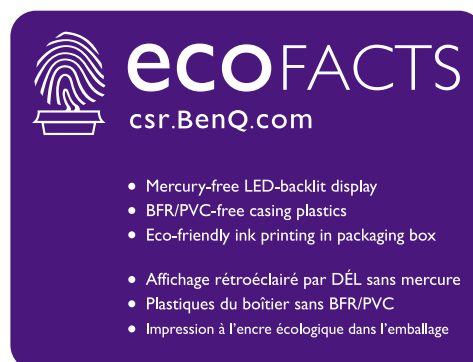 ecoFACTS
csr.BenQ.com
• Mercury-free LED-backlit display
• BFR/PVC-free casing plastics
• Eco-friendly ink printing in packaging box
• Affichage rétroéclairé par DÉL sans mercure
• Plastiques du boîtier sans BFR/PVC
• Impression à l'encre écologique dans l'emballage